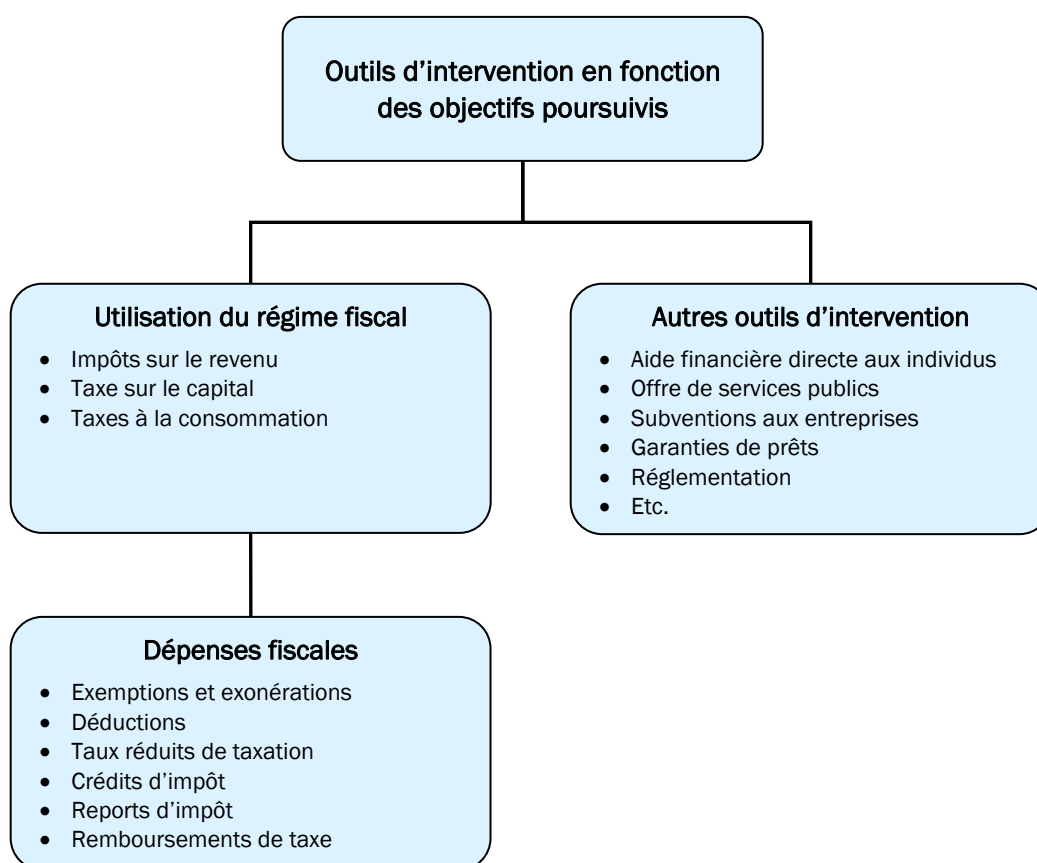 Outils d'intervention en fonction
des objectifs poursuivis
Utilisation du régime fiscal
• Impôts sur le revenu
• Taxe sur le capital
• Taxes à la consommation
Autres outils d'intervention
• Aide financière directe aux individus
• Offre de services publics
• Subventions aux entreprises
• Garanties de prêts
• Réglementation
• Etc.
Dépenses fiscales
• Exemptions et exonérations
• Déductions
• Taux réduits de taxation
• Crédits d'impôt
• Reports d'impôt
• Remboursements de taxe